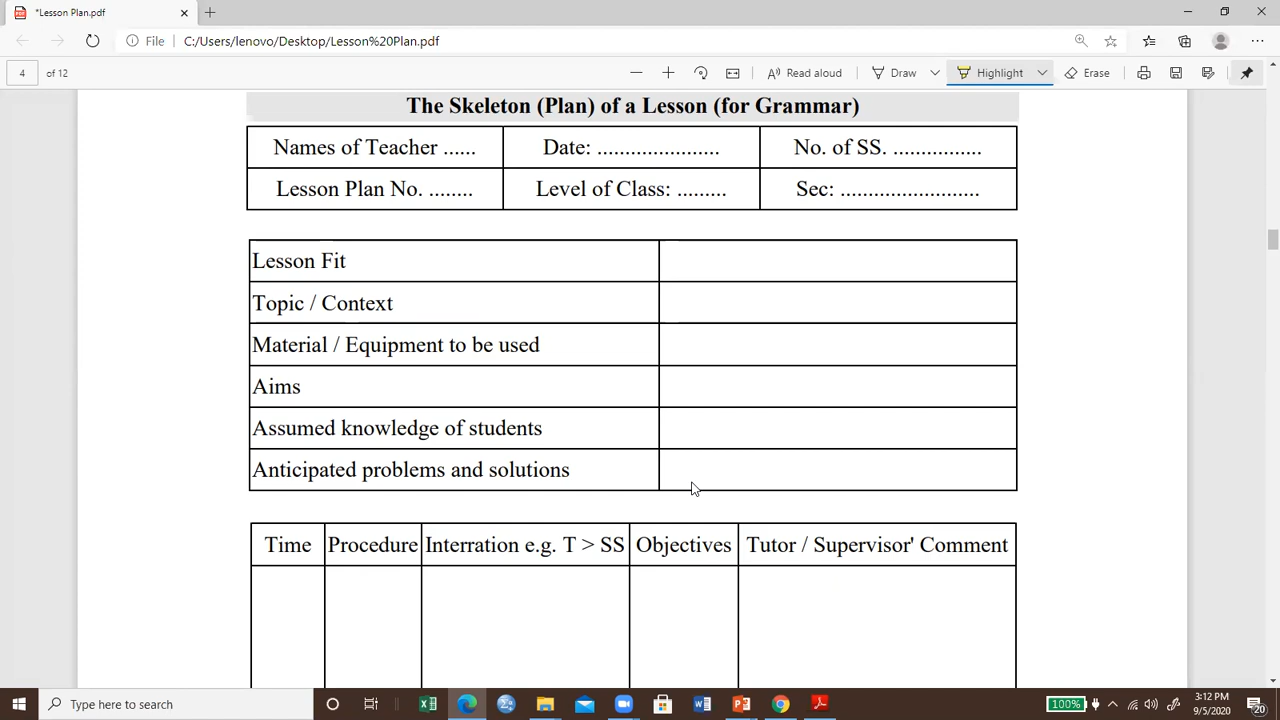 *Lesson Plan.pdf
File C:/Users/lenovo/Desktop/Lesson%20Plan.pdf
4 of 12 Read aloud Draw Highlight Erase
The Skeleton (Plan) of a Lesson (for Grammar)
Names of Teacher ...... Date: ...................... No. of SS. ................
Lesson Plan No. ........ Level of Class: ......... Sec: .........................
Lesson Fit
Topic / Context
Material / Equipment to be used
Aims
Assumed knowledge of students
Anticipated problems and solutions
Time Procedure Interration e.g. T > SS Objectives Tutor / Supervisor' Comment
Type here to search 100% 3:12 PM
9/5/2020 20